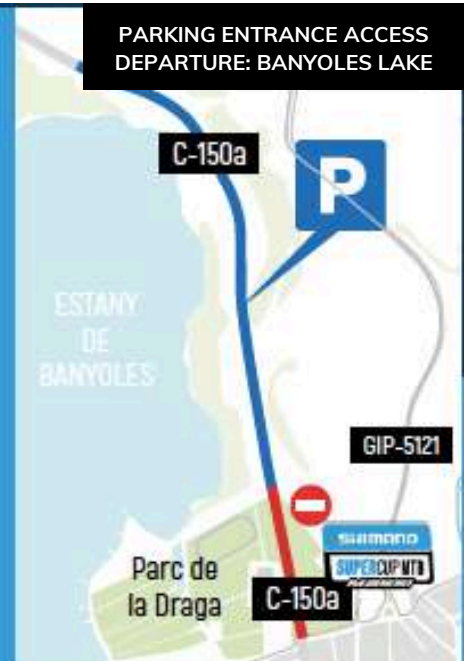 PARKING ENTRANCE ACCESS
DEPARTURE: BANYOLES LAKE
C-150a
P
ESTANY
DE
BANYOLES
GIP-5121
SHIMANO
SUPERCUP MTB
Parc de
la Draga
C-150a